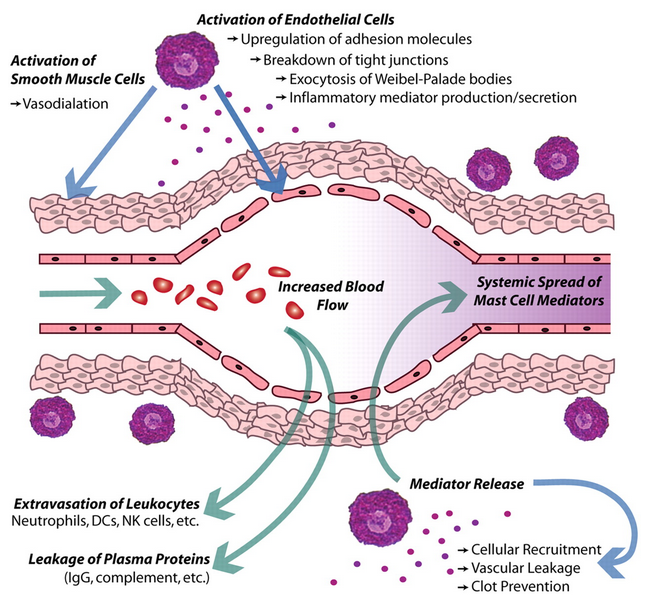 Activation of Endothelial Cells
→ Upregulation of adhesion molecules
→ Breakdown of tight junctions
→ Exocytosis of Weibel-Palade bodies
→ Inflammatory mediator production/secretion
Activation of
Smooth Muscle Cells
→ Vasodialation
Increased Blood
Flow
Systemic Spread of
Mast Cell Mediators
Extravasation of Leukocytes
Neutrophils, DCs, NK cells, etc.
Leakage of Plasma Proteins
(IgG, complement, etc.)
Mediator Release
→ Cellular Recruitment
→ Vascular Leakage
→ Clot Prevention